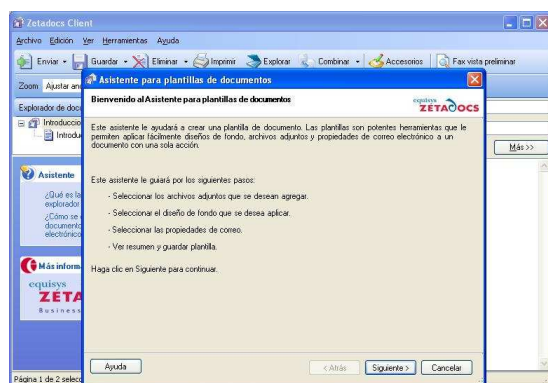 Zetadocs Client
Archivo Edición Ver Herramientas Ayuda
Enviar Guardar Eliminar Imprimir Explorar Combinar Accesorios Fax vista preliminar
Zoom Ajustar an
Explorador de docu
Introduccio
Introdu
Más >>
Asistente
¿Qué es la
explorador
¿Cómo se
documento
electrónico
Más inform
equisys
ZETA
Business
Página 1 de 2 selecc
Asistente para plantillas de documentos
Bienvenido al Asistente para plantillas de documentos
equisys
ZETADOCS
Este asistente le ayudará a crear una plantilla de documento. Las plantillas son potentes herramientas que le
permiten aplicar fácilmente diseños de fondo, archivos adjuntos y propiedades de correo electrónico a un
documento con una sola acción.
Este asistente le guiará por los siguientes pasos:
- Seleccionar los archivos adjuntos que se desean agregar.
- Seleccionar el diseño de fondo que se desea aplicar.
- Seleccionar las propiedades de correo.
- Ver resumen y guardar plantilla.
Haga clic en Siguiente para continuar.
Ayuda
< Atrás Siguiente > Cancelar